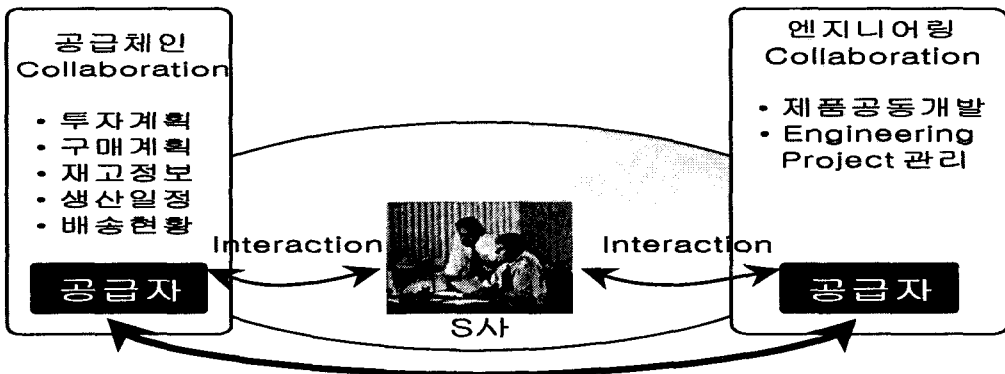 공급체인
Collaboration
• 투자계획
• 구매계획
• 재고정보
• 생산일정
• 배송현황
공급자
Interaction
S사
Interaction
엔지니어링
Collaboration
• 제품공동개발
• Engineering
Project 관리
공급자